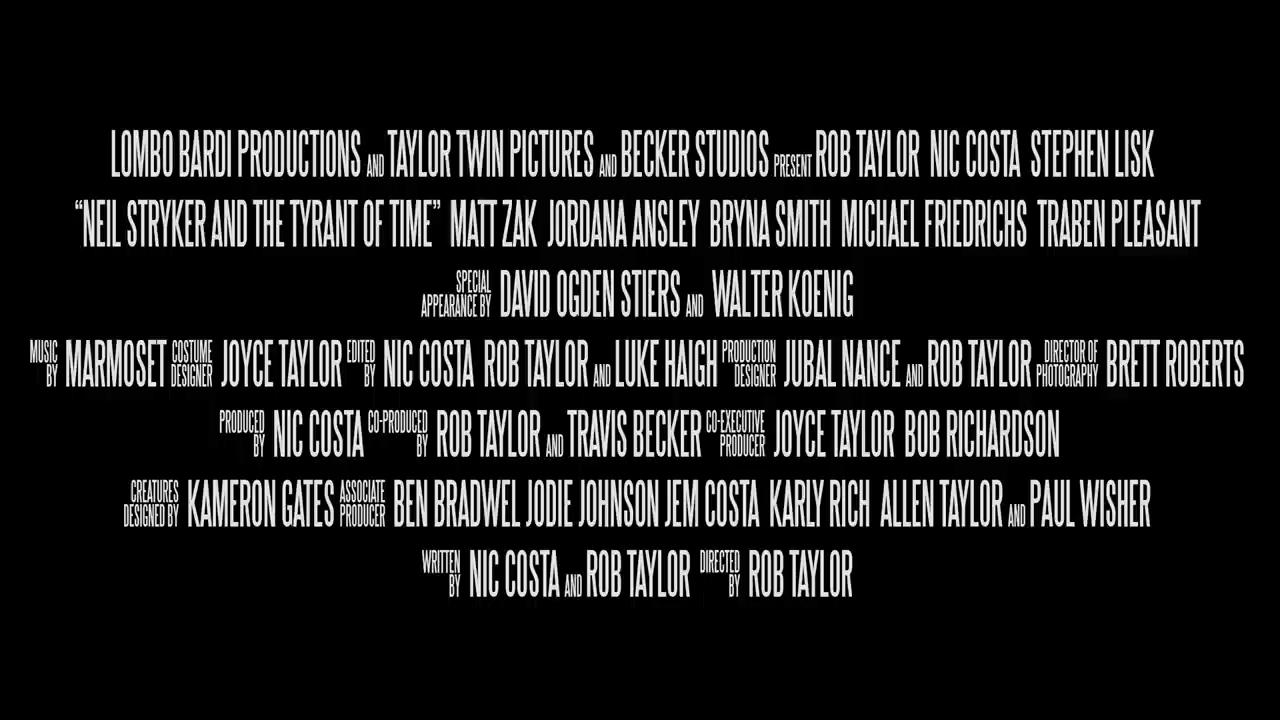 LOMBO BARDI PRODUCTIONS AND TAYLOR TWIN PICTURES AND BECKER STUDIOS PRESENT ROB TAYLOR NIC COSTA STEPHEN LISK
“NEIL STRYKER AND THE TYRANT OF TIME” MATT ZAK JORDANA ANSLEY BRYNA SMITH MICHAEL FRIEDRICHS TRABEN PLEASANT
SPECIAL APPEARANCE BY DAVID OGDEN STIERS AND WALTER KOENIG
MUSIC BY MARMOSET COSTUME DESIGNER JOYCE TAYLOR EDITED BY NIC COSTA ROB TAYLOR AND LUKE HAIGH PRODUCTION DESIGNER JUBAL NANCE AND ROB TAYLOR DIRECTOR OF PHOTOGRAPHY BRETT ROBERTS
PRODUCED BY NIC COSTA CO-PRODUCED BY ROB TAYLOR AND TRAVIS BECKER CO-EXECUTIVE PRODUCER JOYCE TAYLOR BOB RICHARDSON
CREATURES DESIGNED BY KAMERON GATES ASSOCIATE PRODUCER BEN BRADWEL JODIE JOHNSON JEM COSTA KARLY RICH ALLEN TAYLOR AND PAUL WISHER
WRITTEN BY NIC COSTA AND ROB TAYLOR DIRECTED BY ROB TAYLOR